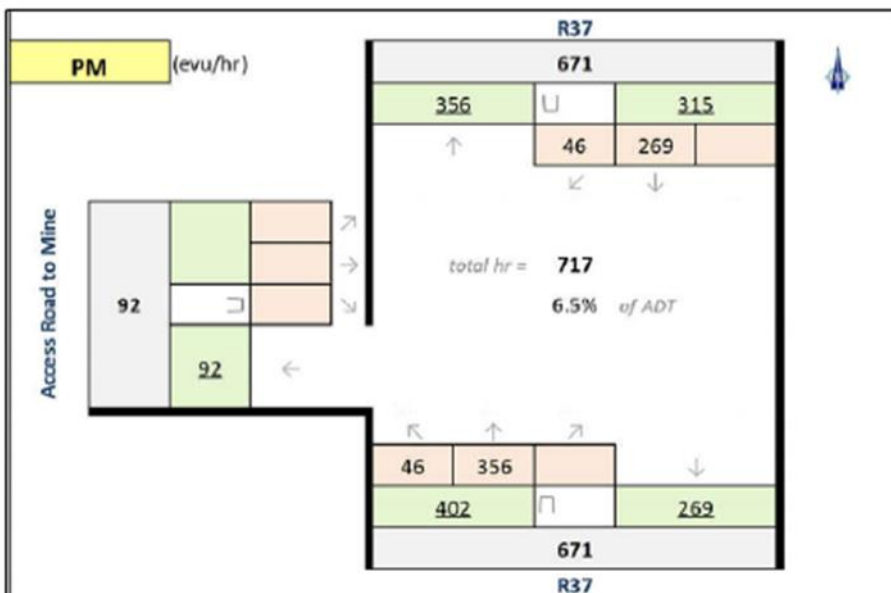 R37
PM (evu/hr)
671
356 315
46 269
Access Road to Mine
total hr = 717
92
6.5% of ADT
92
46 356
402 269
671
R37